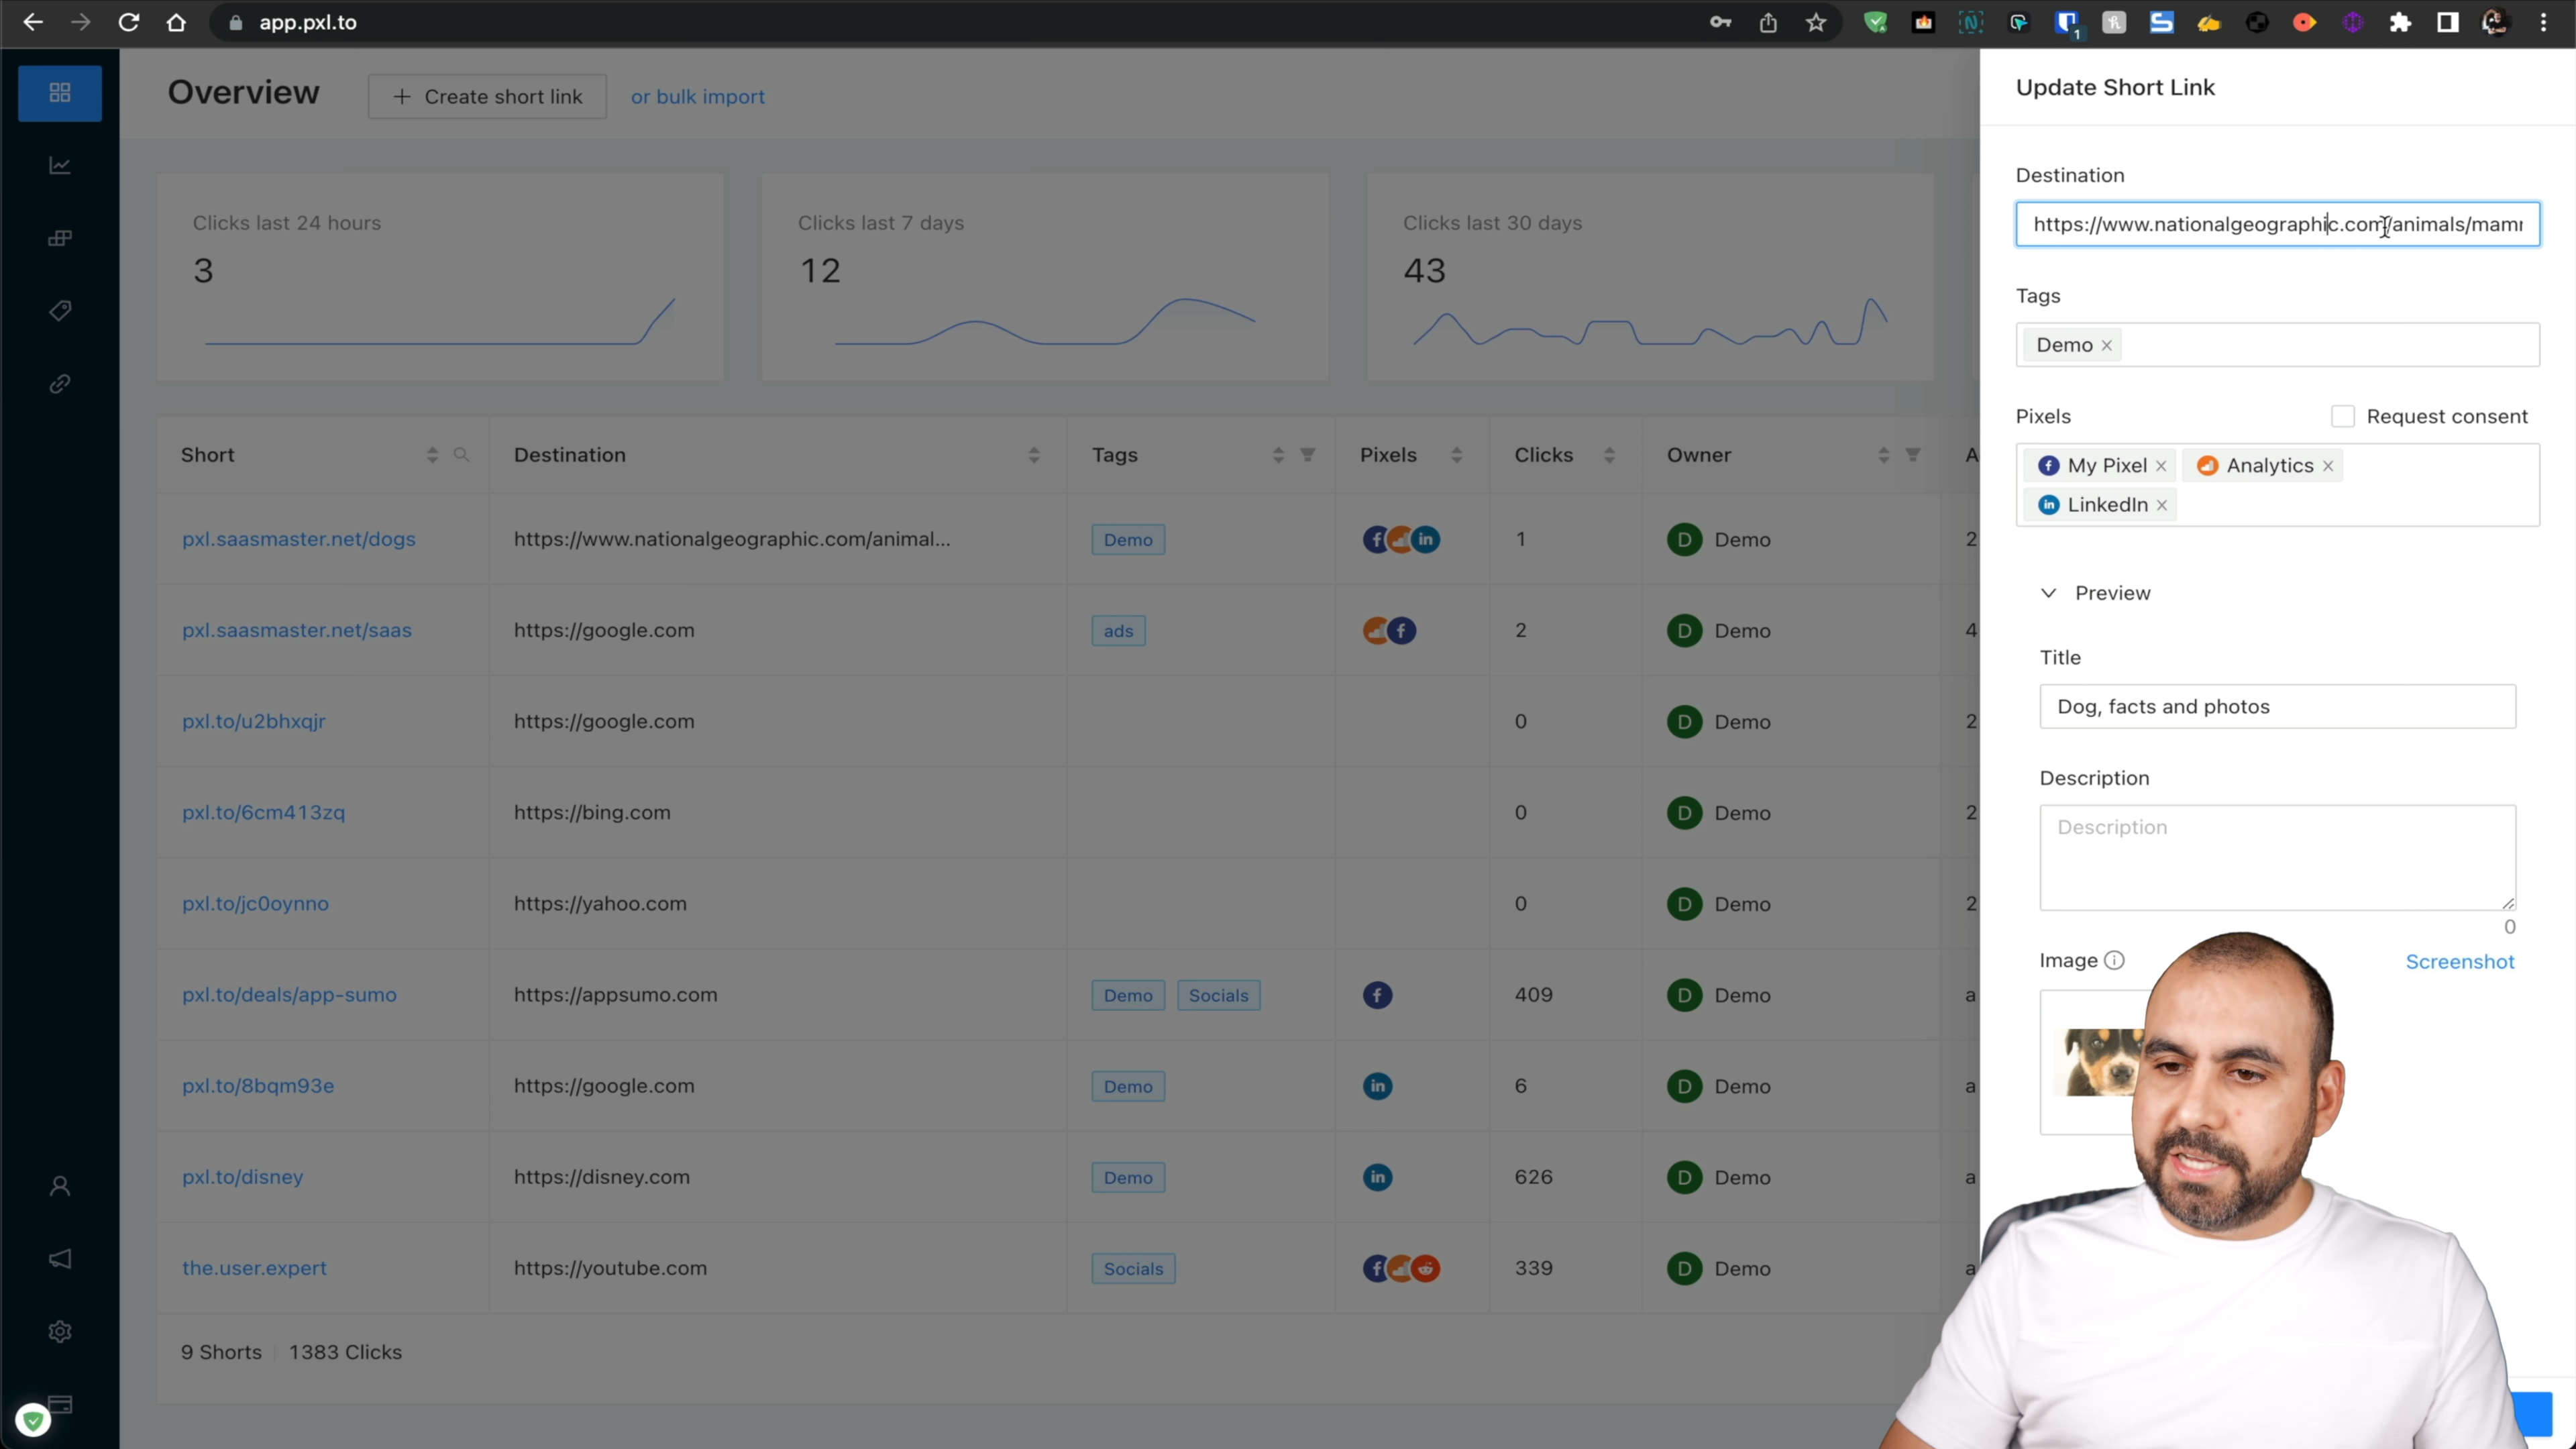 app.pxl.to
1
Overview
+ Create short link
or bulk import
Update Short Link
Destination
https://www.nationalgeographic.com/animals/mam
Tags
Demo
Pixels
Request consent
My Pixel
Analytics
LinkedIn
Preview
Title
Dog, facts and photos
Description
Description
0
Image
Screenshot
Clicks last 24 hours
3
Clicks last 7 days
12
Clicks last 30 days
43
Short Destination Tags Pixels Clicks Owner A
pxl.saasmaster.net/dogs https://www.nationalgeographic.com/animal... Demo 1 D Demo 2
pxl.saasmaster.net/saas https://google.com ads 2 D Demo 4
pxl.to/u2bhxqjr https://google.com 0 D Demo 2
pxl.to/6cm413zq https://bing.com 0 D Demo 2
pxl.to/jc0oynno https://yahoo.com 0 D Demo 2
pxl.to/deals/app-sumo https://appsumo.com Demo Socials 409 D Demo a
pxl.to/8bqm93e https://google.com Demo 6 D Demo a
pxl.to/disney https://disney.com Demo 626 D Demo a
the.user.expert https://youtube.com Socials 339 D Demo a
9 Shorts 1383 Clicks